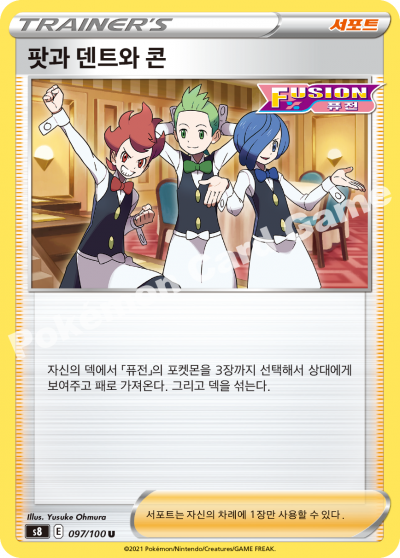 TRAINER'S
서포트
팟과 덴트와 콘
FUSION
퓨전
Pokémon Card Game
자신의 덱에서 「퓨전」의 포켓몬을 3장까지 선택해서 상대에게
보여주고 패로 가져온다. 그리고 덱을 섞는다.
Illus. Yusuke Ohmura
s8 E 097/100 U
서포트는 자신의 차례에 1장만 사용할 수 있다.
©2021 Pokémon/Nintendo/Creatures/GAME FREAK.